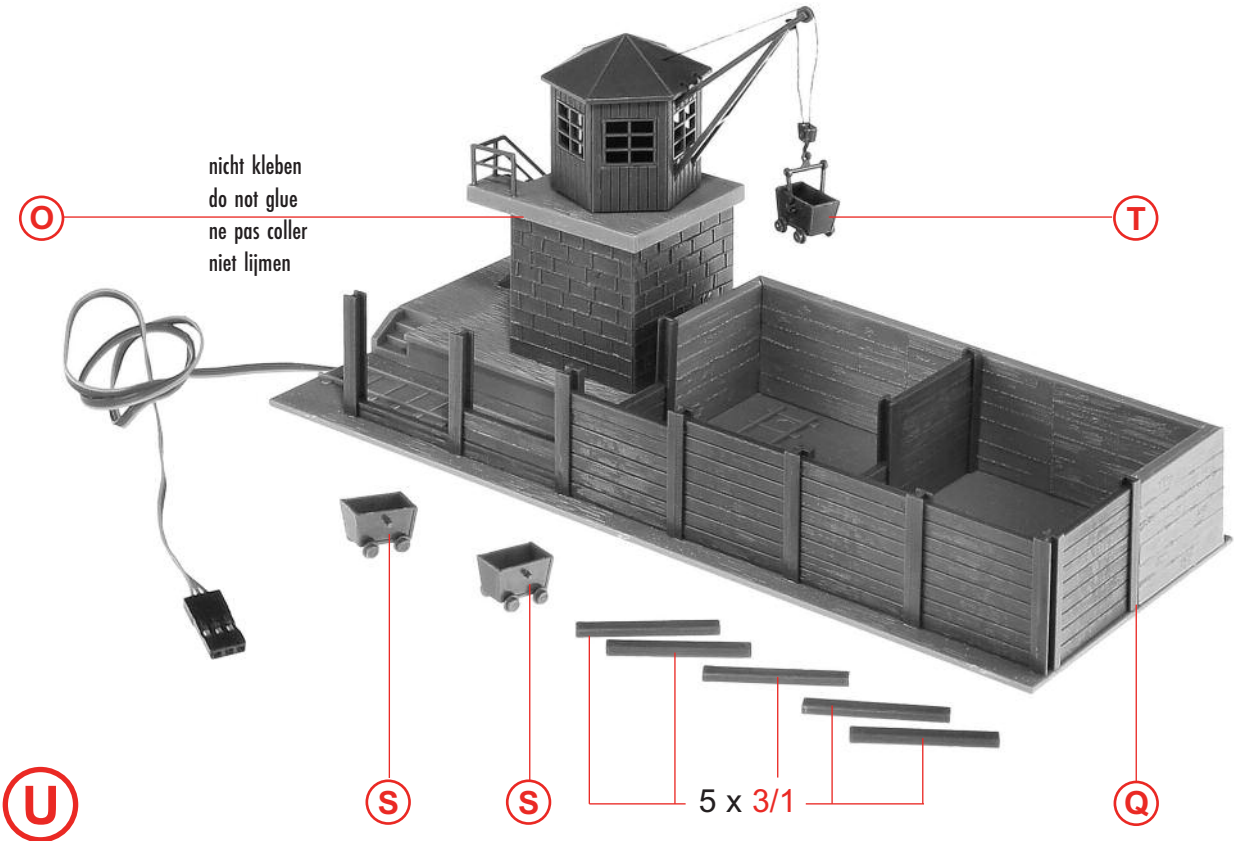 nicht kleben
do not glue
ne pas coller
niet lijmen
O
T
S
S
5 x 3/1
Q
U